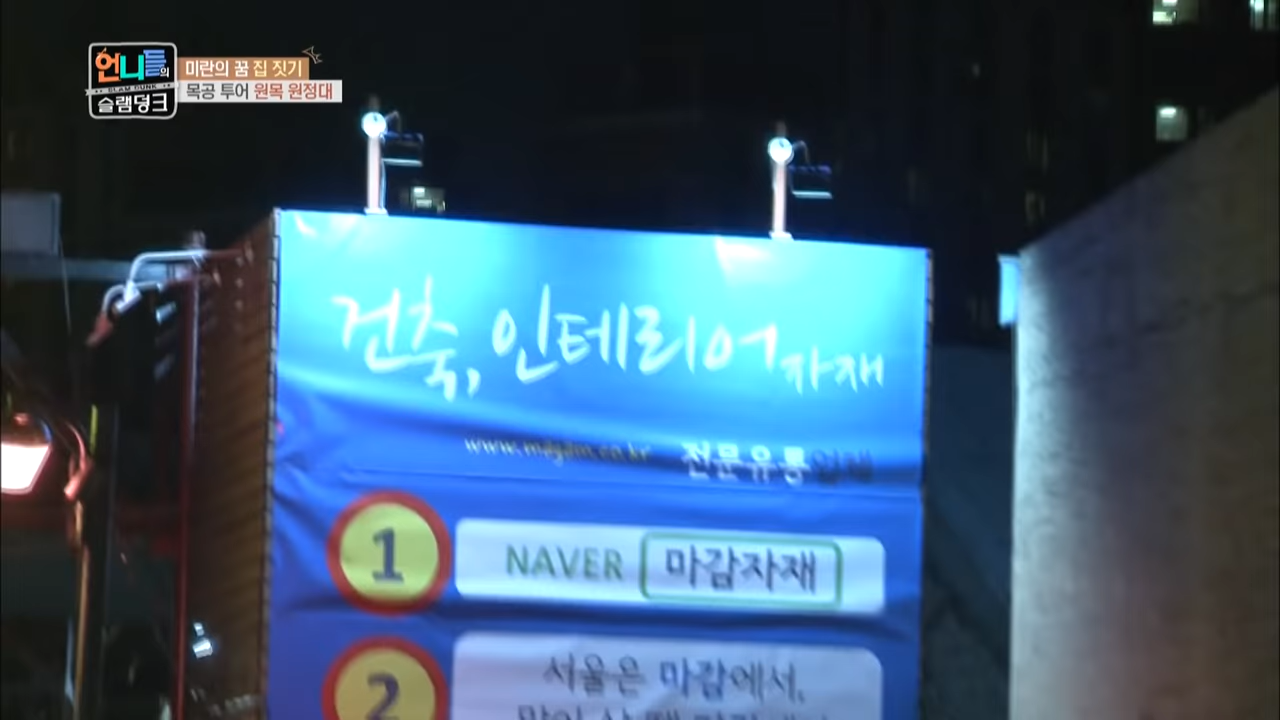 언니들의
SLAM DUNK
슬램덩크
미란의 꿈 집 짓기
목공 투어 원목 원정대
건축, 인테리어 자재
www.magam.co.kr 전문유통업체
1 NAVER 마감자재
2 서울은 마감에서,